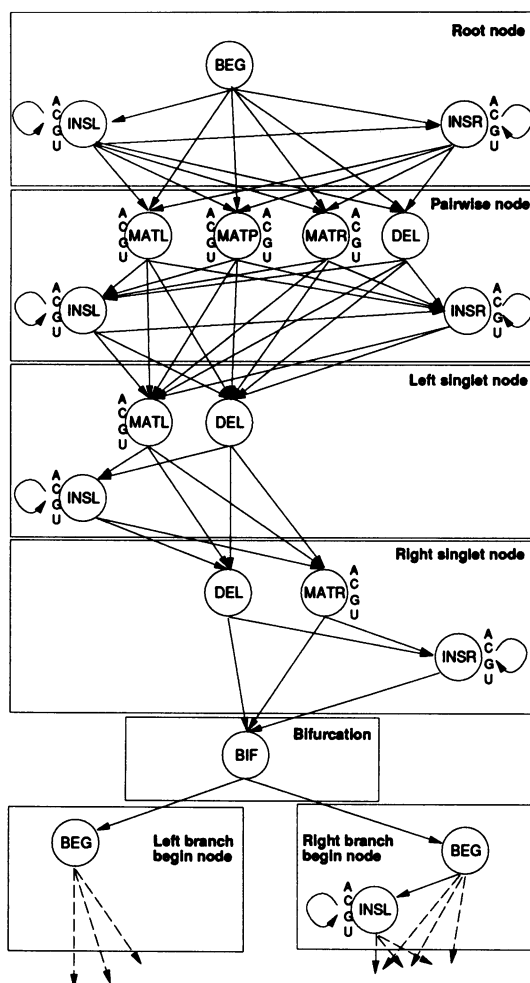 Root node
BEG
A
C
G
U
INSL
INSR
A
C
G
U
Pairwise node
A
C
G
U
MATL
A
C
G
U
MATP
A
C
G
U
MATR
A
C
G
U
DEL
A
C
G
U
INSL
INSR
A
C
G
U
Left singlet node
A
C
G
U
MATL
DEL
A
C
G
U
INSL
Right singlet node
DEL
MATR
A
C
G
U
INSR
A
C
G
U
Bifurcation
BIF
BEG
Left branch
begin node
Right branch
begin node
BEG
A
C
G
U
INSL